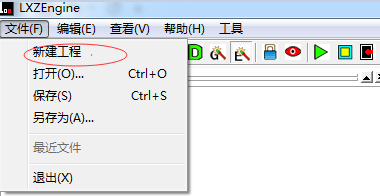 LXZEngine
文件(F) 编辑(E) 查看(V) 帮助(H) 工具
新建工程
打开(O)... Ctrl+O
保存(S) Ctrl+S
另存为(A)...
最近文件
退出(X)